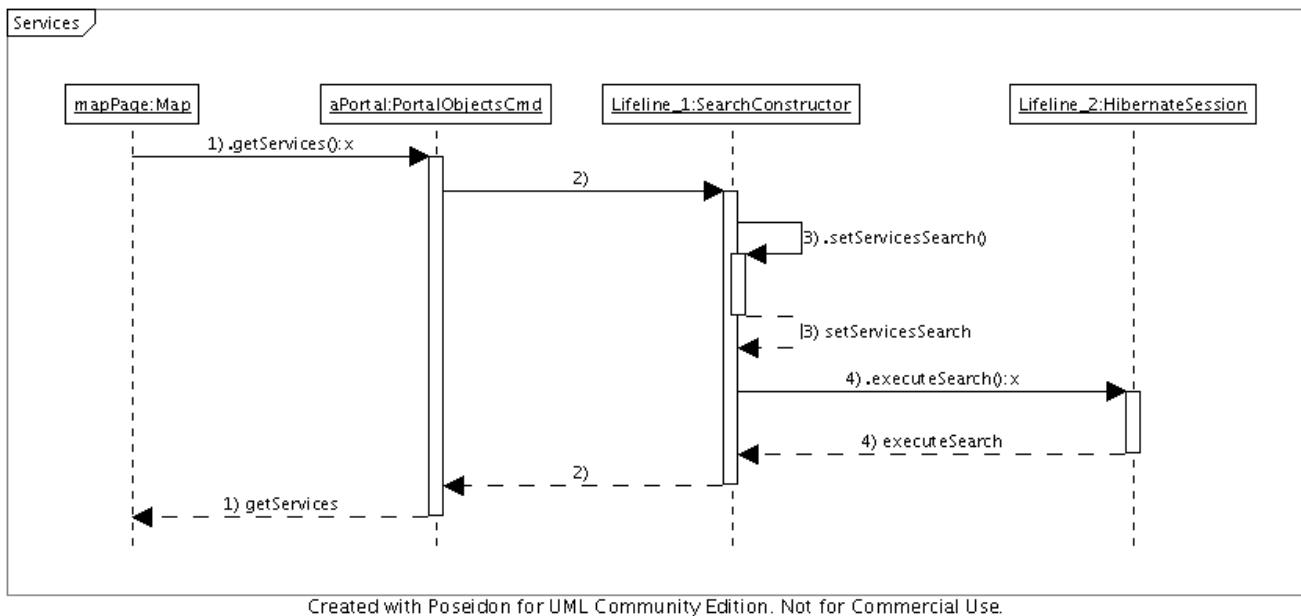 Services
mapPage:Map
aPortal:PortalObjectsCmd
Lifeline_1:SearchConstructor
Lifeline_2:HibernateSession
1) .getServices():x
2)
3) .setServicesSearch()
3) setServicesSearch
4) .executeSearch():x
4) executeSearch
2)
1) getServices
Created with Poseidon for UML Community Edition. Not for Commercial Use.